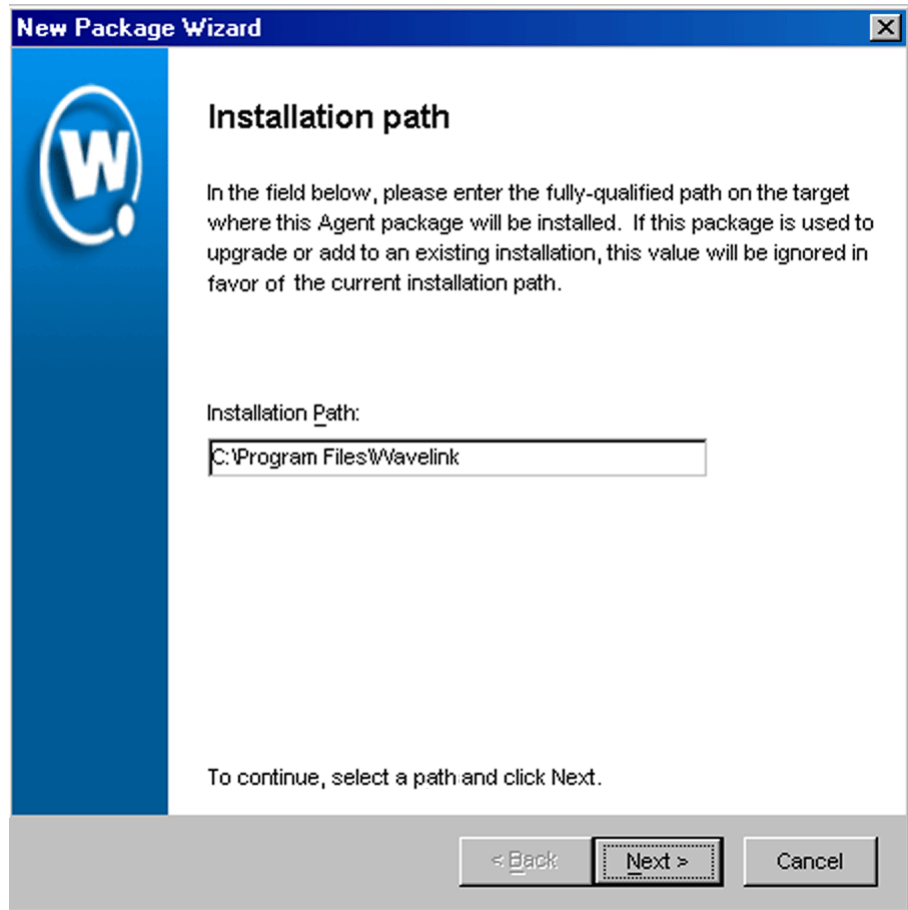 New Package Wizard
W
Installation path
In the field below, please enter the fully-qualified path on the target
where this Agent package will be installed. If this package is used to
upgrade or add to an existing installation, this value will be ignored in
favor of the current installation path.
Installation Path:
C:\Program Files\Wavelink
To continue, select a path and click Next.
< Back Next > Cancel